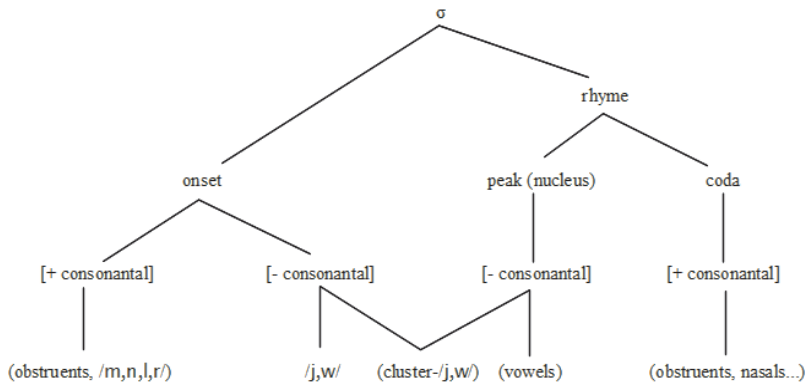 σ
rhyme
onset peak (nucleus) coda
[+ consonantal] [- consonantal] [- consonantal] [+ consonantal]
(obstruents, /m,n,l,r/) /j,w/ (cluster-/j,w/) (vowels) (obstruents, nasals...)